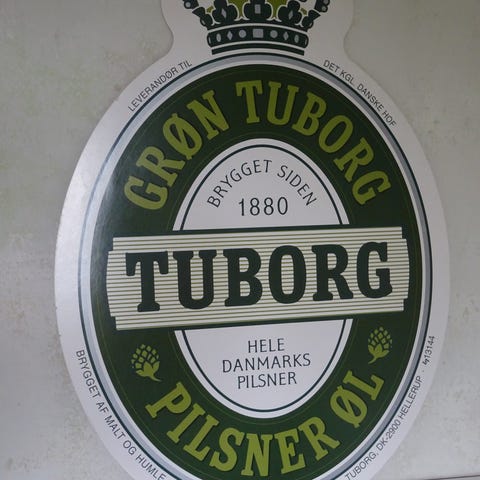 LEVERANDØR TIL
DET KGL. DANSKE HOF
GRØN TUBORG
BRYGGET SIDEN
1880
TUBORG
HELE
DANMARKS
PILSNER
PILSNER ØL
BRYGGET AF MALT OG HUMLE
TUBORG, DK-2900 HELLERUP
13144